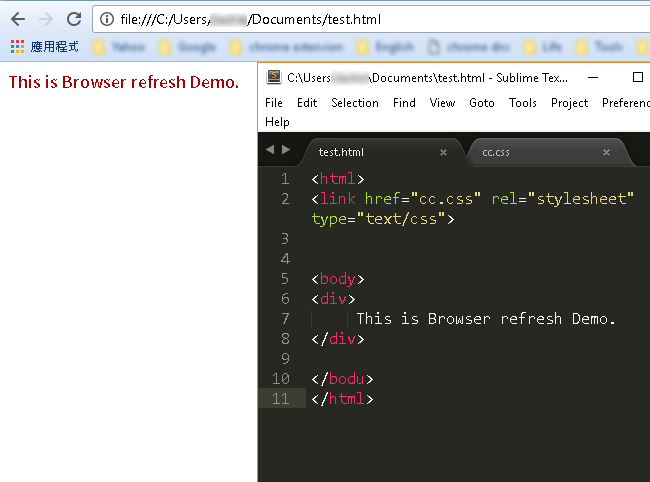 file:///C:/Users/ /Documents/test.html
應用程式 Yahoo Google chrome extension English chrome dns Life Tools
This is Browser refresh Demo.
C:\Users \Documents\test.html - Sublime Tex...
File Edit Selection Find View Goto Tools Project Preferenc
Help
test.html × cc.css ×
1 <html>
2 <link href="cc.css" rel="stylesheet"
type="text/css">
3
4
5 <body>
6 <div>
7 This is Browser refresh Demo.
8 </div>
9
10 </bodu>
11 </html>